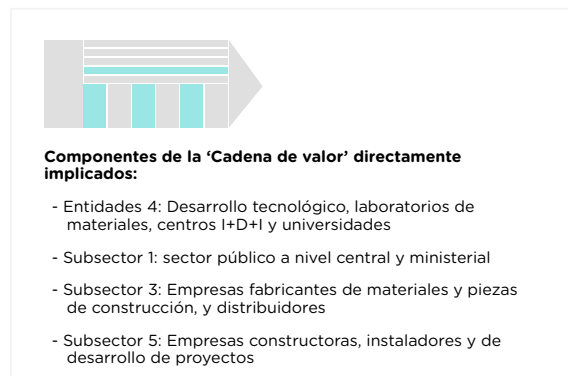 Componentes de la ‘Cadena de valor’ directamente
implicados:
- Entidades 4: Desarrollo tecnológico, laboratorios de
materiales, centros I+D+I y universidades
- Subsector 1: sector público a nivel central y ministerial
- Subsector 3: Empresas fabricantes de materiales y piezas
de construcción, y distribuidores
- Subsector 5: Empresas constructoras, instaladores y de
desarrollo de proyectos